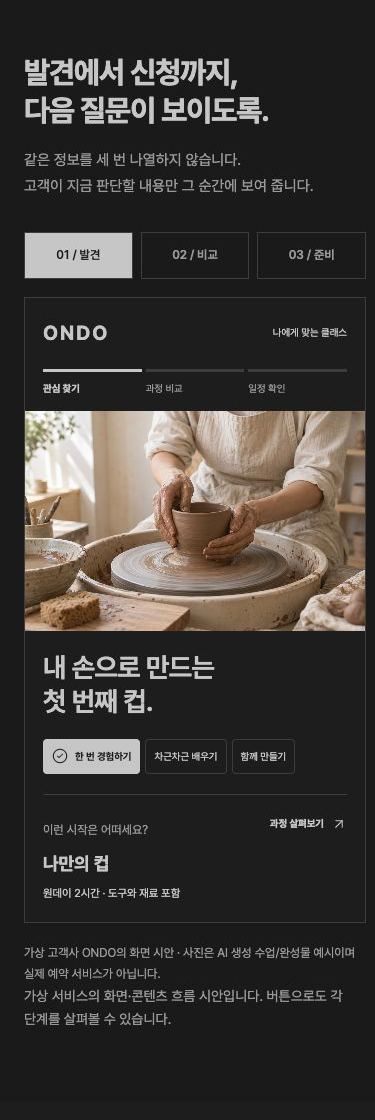 발견에서 신청까지,
다음 질문이 보이도록.
같은 정보를 세 번 나열하지 않습니다.
고객이 지금 판단할 내용만 그 순간에 보여 줍니다.
01 / 발견
02 / 비교
03 / 준비
ONDO
나에게 맞는 클래스
관심 찾기
과정 비교
일정 확인
내 손으로 만드는
첫 번째 컵.
한 번 경험하기
차근차근 배우기
함께 만들기
이런 시작은 어떠세요?
과정 살펴보기
나만의 컵
원데이 2시간 · 도구와 재료 포함
가상 고객사 ONDO의 화면 시안 · 사진은 AI 생성 수업/완성물 예시이며
실제 예약 서비스가 아닙니다.
가상 서비스의 화면·콘텐츠 흐름 시안입니다. 버튼으로도 각
단계를 살펴볼 수 있습니다.